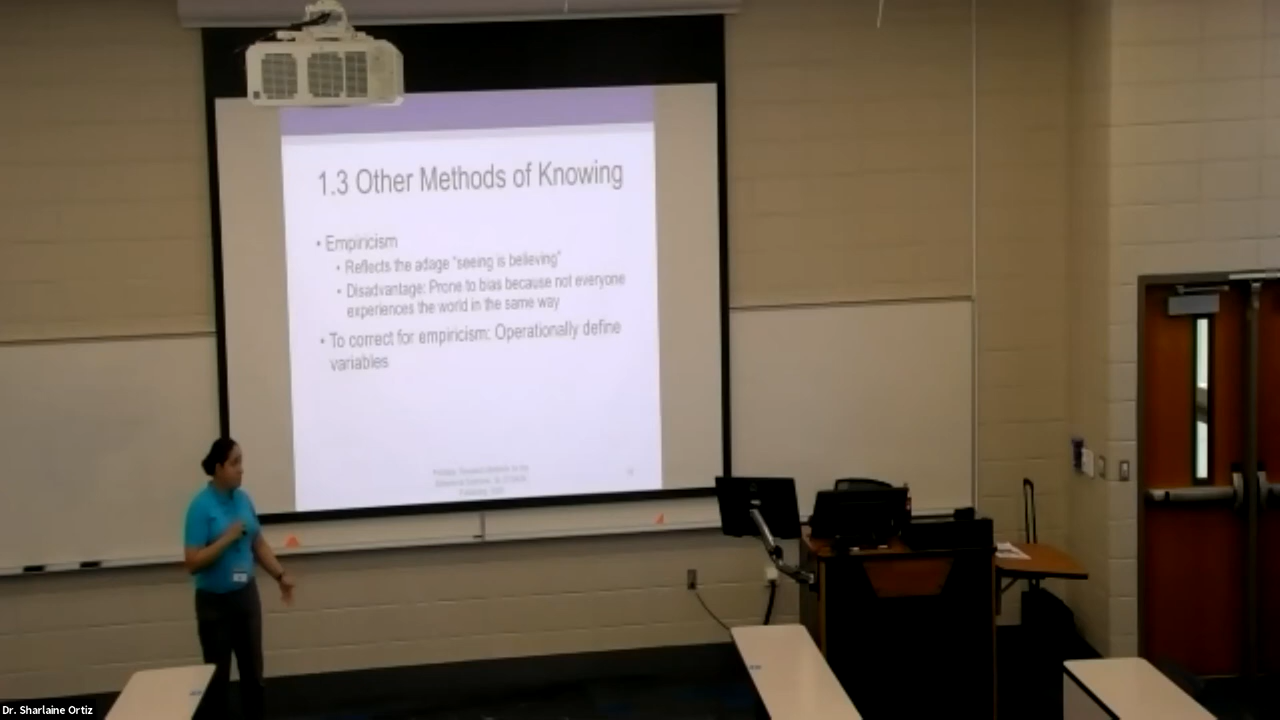 1.3 Other Methods of Knowing
• Empiricism
• Reflects the adage "seeing is believing"
• Disadvantage: Prone to bias because not everyone
experiences the world in the same way
• To correct for empiricism: Operationally define
variables
Dr. Sharlaine Ortiz